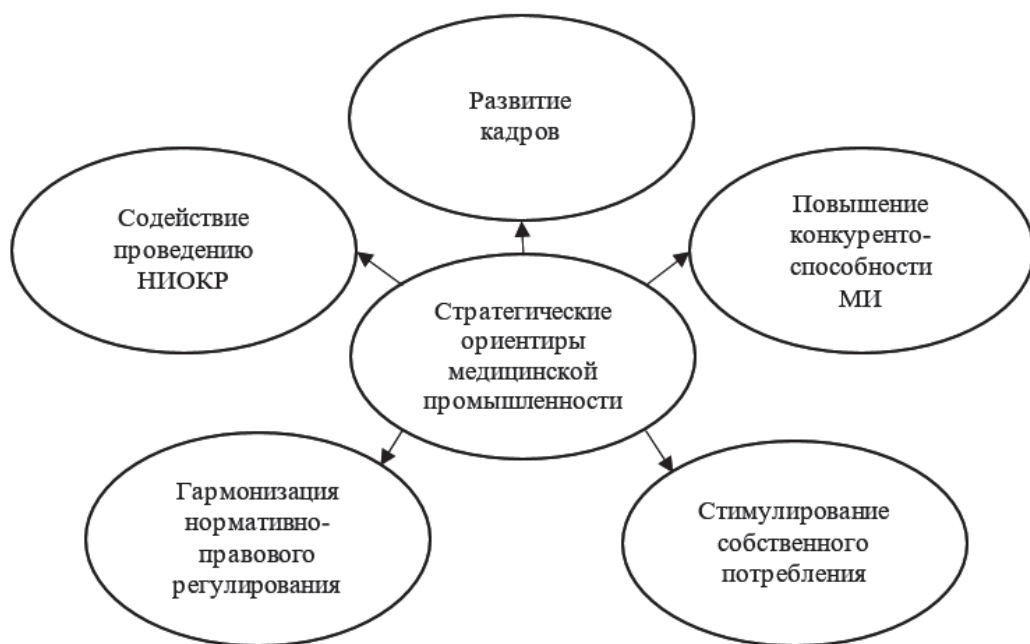 Развитие
кадров
Содействие
проведению
НИОКР
Повышение
конкуренто-
способности
МИ
Стратегические
ориентиры
медицинской
промышленности
Гармонизация
нормативно-
правового
регулирования
Стимулирование
собственного
потребления